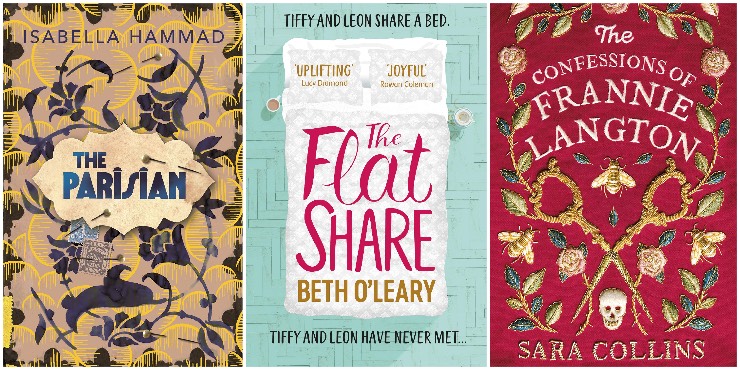 ISABELLA HAMMAD
THE
PARISIAN
TIFFY AND LEON SHARE A BED.
'UPLIFTING'
Lucy Diamond
'JOYFUL'
Rowan Coleman
The
Flat
SHARE
BETH O'LEARY
TIFFY AND LEON HAVE NEVER MET...
The
CONFESSIONS OF
FRANNIE
LANGTON
SARA COLLINS